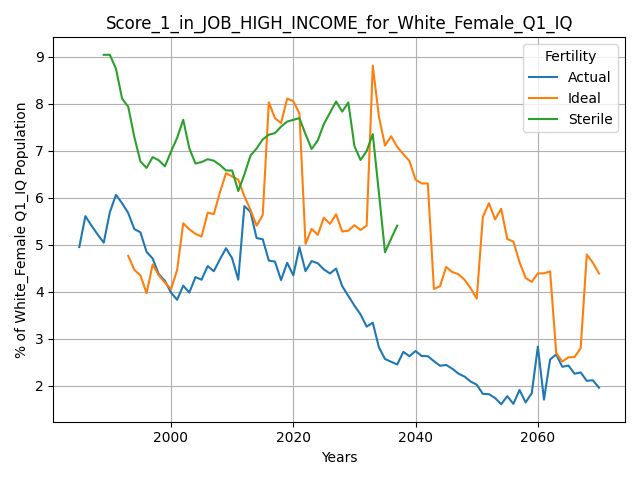 Score_1_in_JOB_HIGH_INCOME_for_White_Female_Q1_IQ
% of White_Female Q1_IQ Population
9
8
7
6
5
4
3
2
Fertility
Actual
Ideal
Sterile
2000
2020
2040
2060
Years